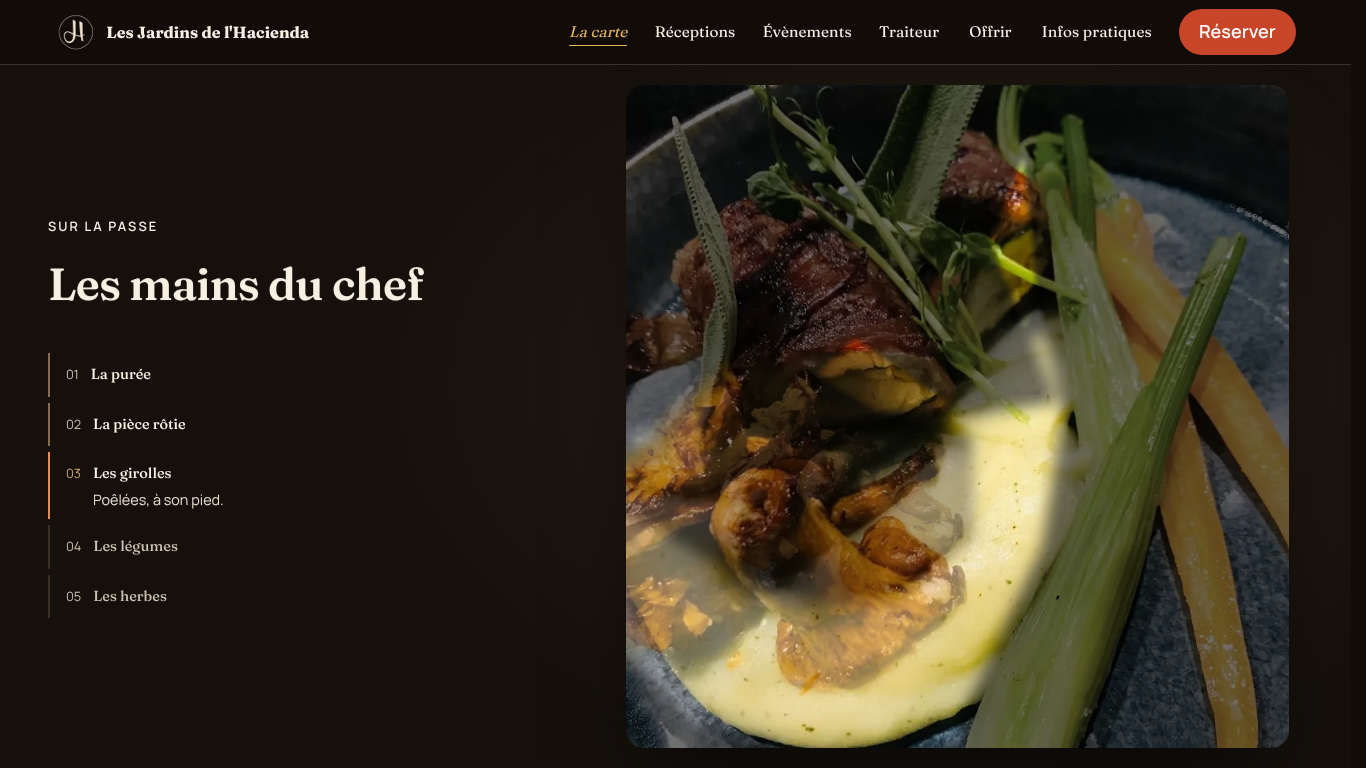 Les Jardins de l'Hacienda
La carte
Réceptions
Évènements
Traiteur
Offrir
Infos pratiques
Réserver
SUR LA PASSE
Les mains du chef
01 La purée
02 La pièce rôtie
03 Les girolles
Poêlées, à son pied.
04 Les légumes
05 Les herbes